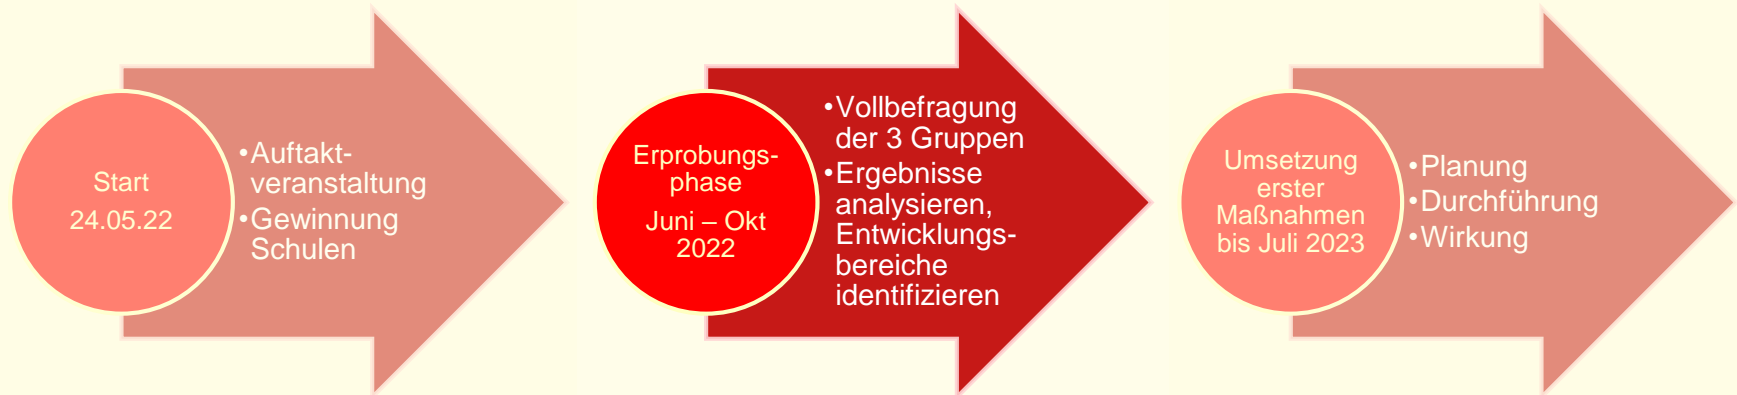 Start
24.05.22
•Auftakt-
veranstaltung
•Gewinnung
Schulen
Erprobungs-
phase
Juni – Okt
2022
•Vollbefragung
der 3 Gruppen
•Ergebnisse
analysieren,
Entwicklungs-
bereiche
identifizieren
Umsetzung
erster
Maßnahmen
bis Juli 2023
•Planung
•Durchführung
•Wirkung